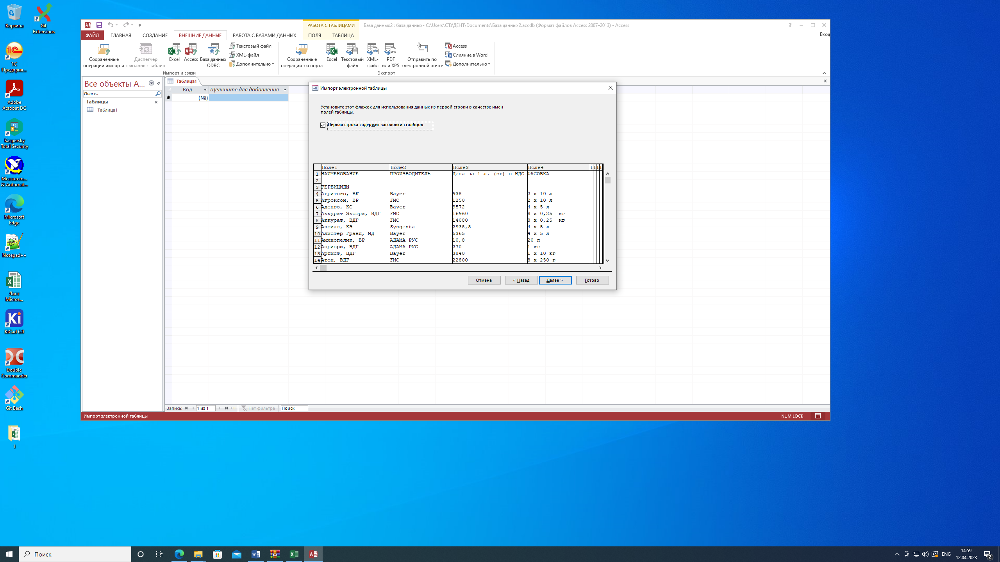 Корзина
Git
Extensions
1С
Предприя...
Adobe
Acrobat DC
Kaspersky
Total Security
Measurem...
& Automat...
Microsoft
Edge
Notepad++
Лист
Micros...
KiCad 6.0
Double
Commander
Git Bash
1
РАБОТА С ТАБЛИЦАМИ
База данных2 : база данных- C:\Users\СТУДЕНТ\Documents\База данных2.accdb (Формат файлов Access 2007–2013) - Access
ФАЙЛ ГЛАВНАЯ СОЗДАНИЕ ВНЕШНИЕ ДАННЫЕ РАБОТА С БАЗАМИ ДАННЫХ ПОЛЯ ТАБЛИЦА
Вход
Сохраненные
операции импорта
Диспетчер
связанных таблиц
Excel
Access
База данных
ODBC
Текстовый файл
XML-файл
Дополнительно
Импорт и связи
Сохраненные
операции экспорта
Excel
Текстовый
файл
XML-
файл
PDF
или XPS
Отправить по
электронной почте
Access
Слияние в Word
Дополнительно
Экспорт
Все объекты A...
Поиск...
Таблицы
Таблица1
Таблица1
Код Щелкните для добавления
(№)
Импорт электронной таблицы
Установите этот флажок для использования данных из первой строки в качестве имен
полей таблицы.
Первая строка содержит заголовки столбцов
Поле1 Поле2 Поле3 Поле4 П П П П
1 НАИМЕНОВАНИЕ ПРОИЗВОДИТЕЛЬ Цена за 1 л. (кг) с НДС ФАСОВКА
2
3 ГЕРБИЦИДЫ
4 Агритокс, ВК Bayer 938 2 х 10 л
5 Агроксон, ВР FMC 1250 2 х 10 л
6 Аденго, КС Bayer 9572 4 х 5 л
7 Аккурат Экстра, ВДГ FMC 16960 8 х 0,25 кг
8 Аккурат, ВДГ FMC 14080 8 х 0,25 кг
9 Аксиал, КЭ Syngenta 2938,8 4 х 5 л
10 Алистер Гранд, МД Bayer 5365 4 х 5 л
11 Аминопелик, ВР АДАМА РУС 10,8 20 л
12 Априори, ВДГ АДАМА РУС 270 1 кг
13 Артист, ВДГ Bayer 3840 1 х 10 кг
14 Атон, ВДГ FMC 22800 8 х 250 г
Отмена < Назад Далее > Готово
Запись: 1 из 1 Нет фильтра Поиск
Импорт электронной таблицы
NUM LOCK
Поиск
ENG
14:59
12.04.2023
2